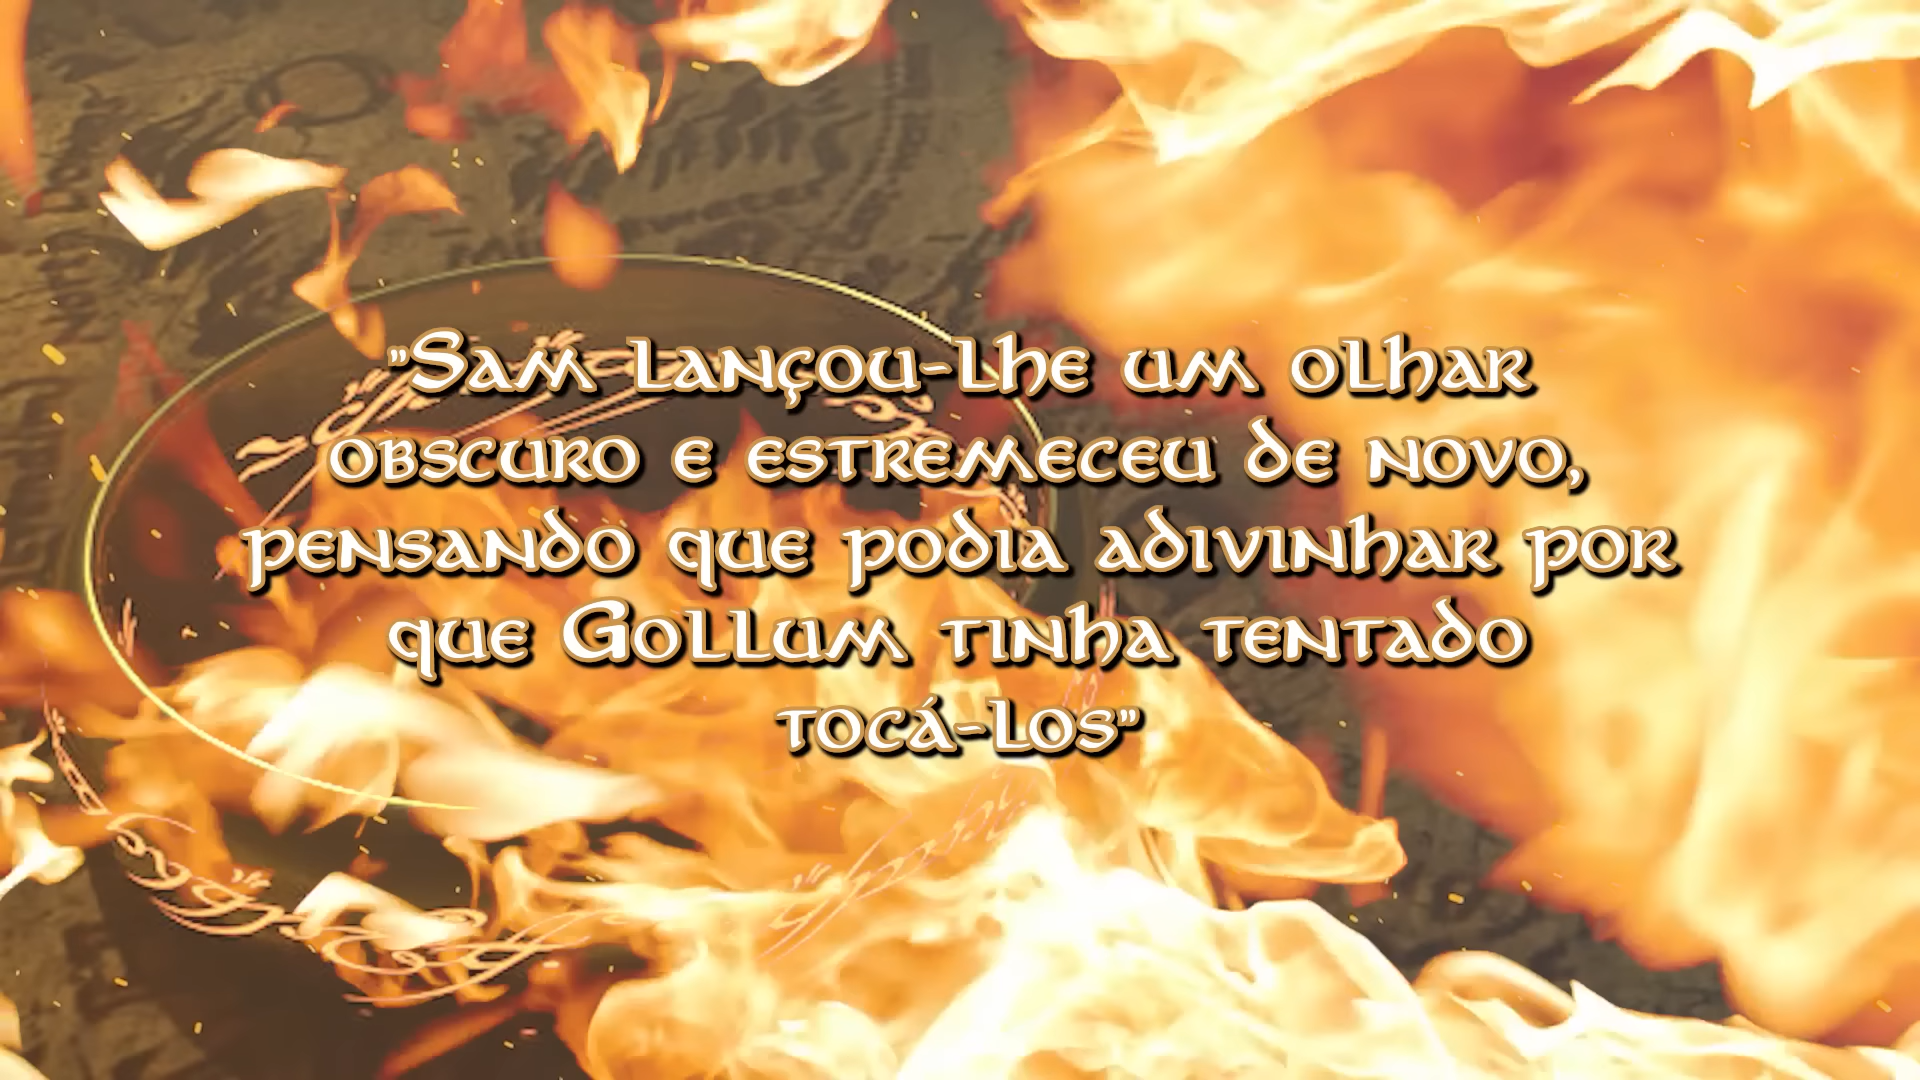 "Sam lançou-lhe um olhar
obscuro e estremeceu de novo,
pensando que podia adivinhar por
que Gollum tinha tentado
tocá-los"